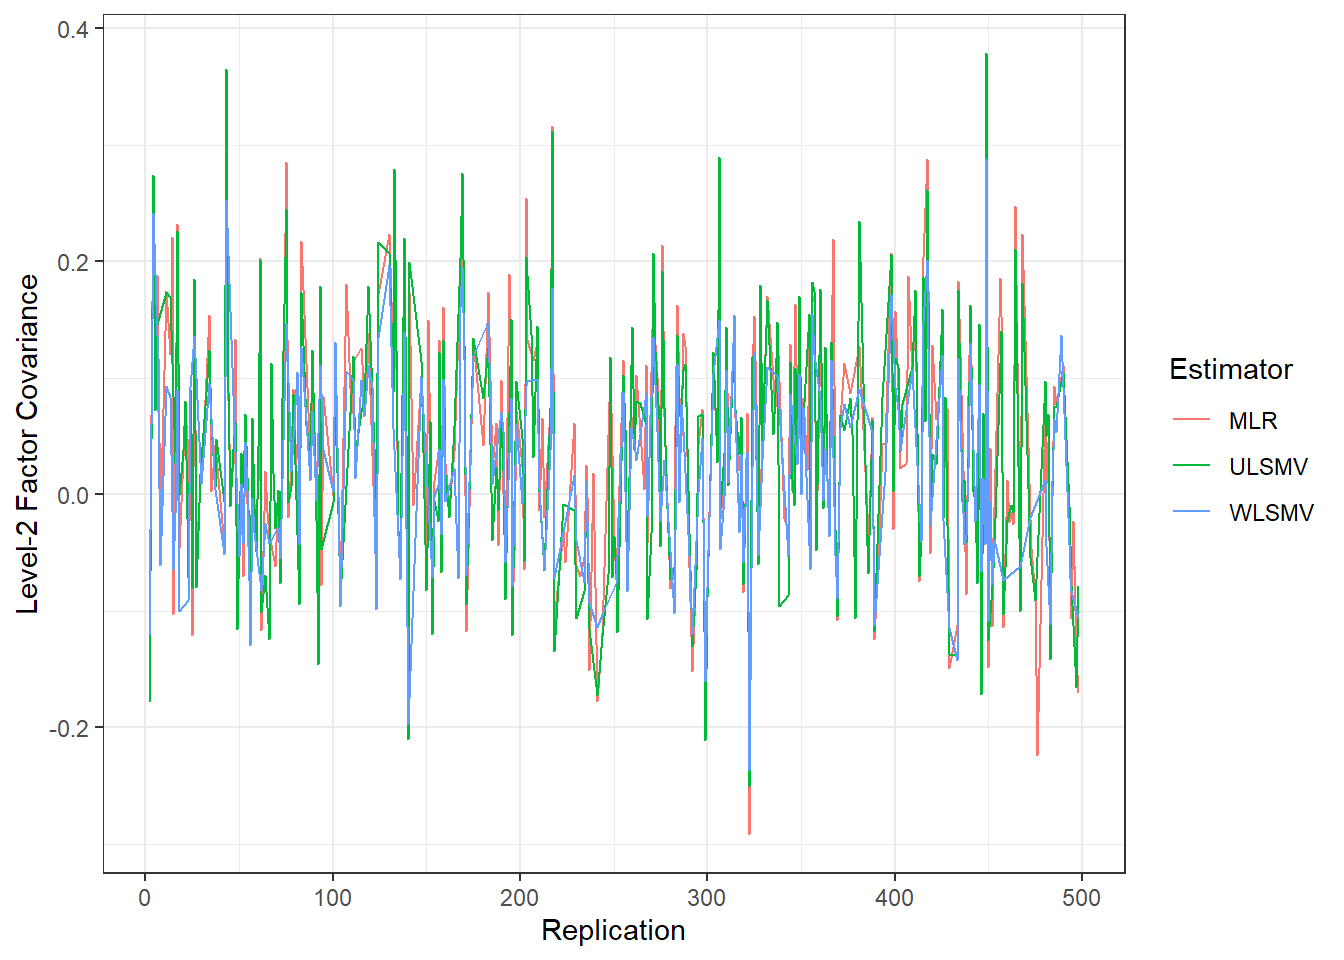 0.4
0.2
0.0
-0.2
Level-2 Factor Covariance
0
100
200
300
400
500
Replication
Estimator
MLR
ULSMV
WLSMV